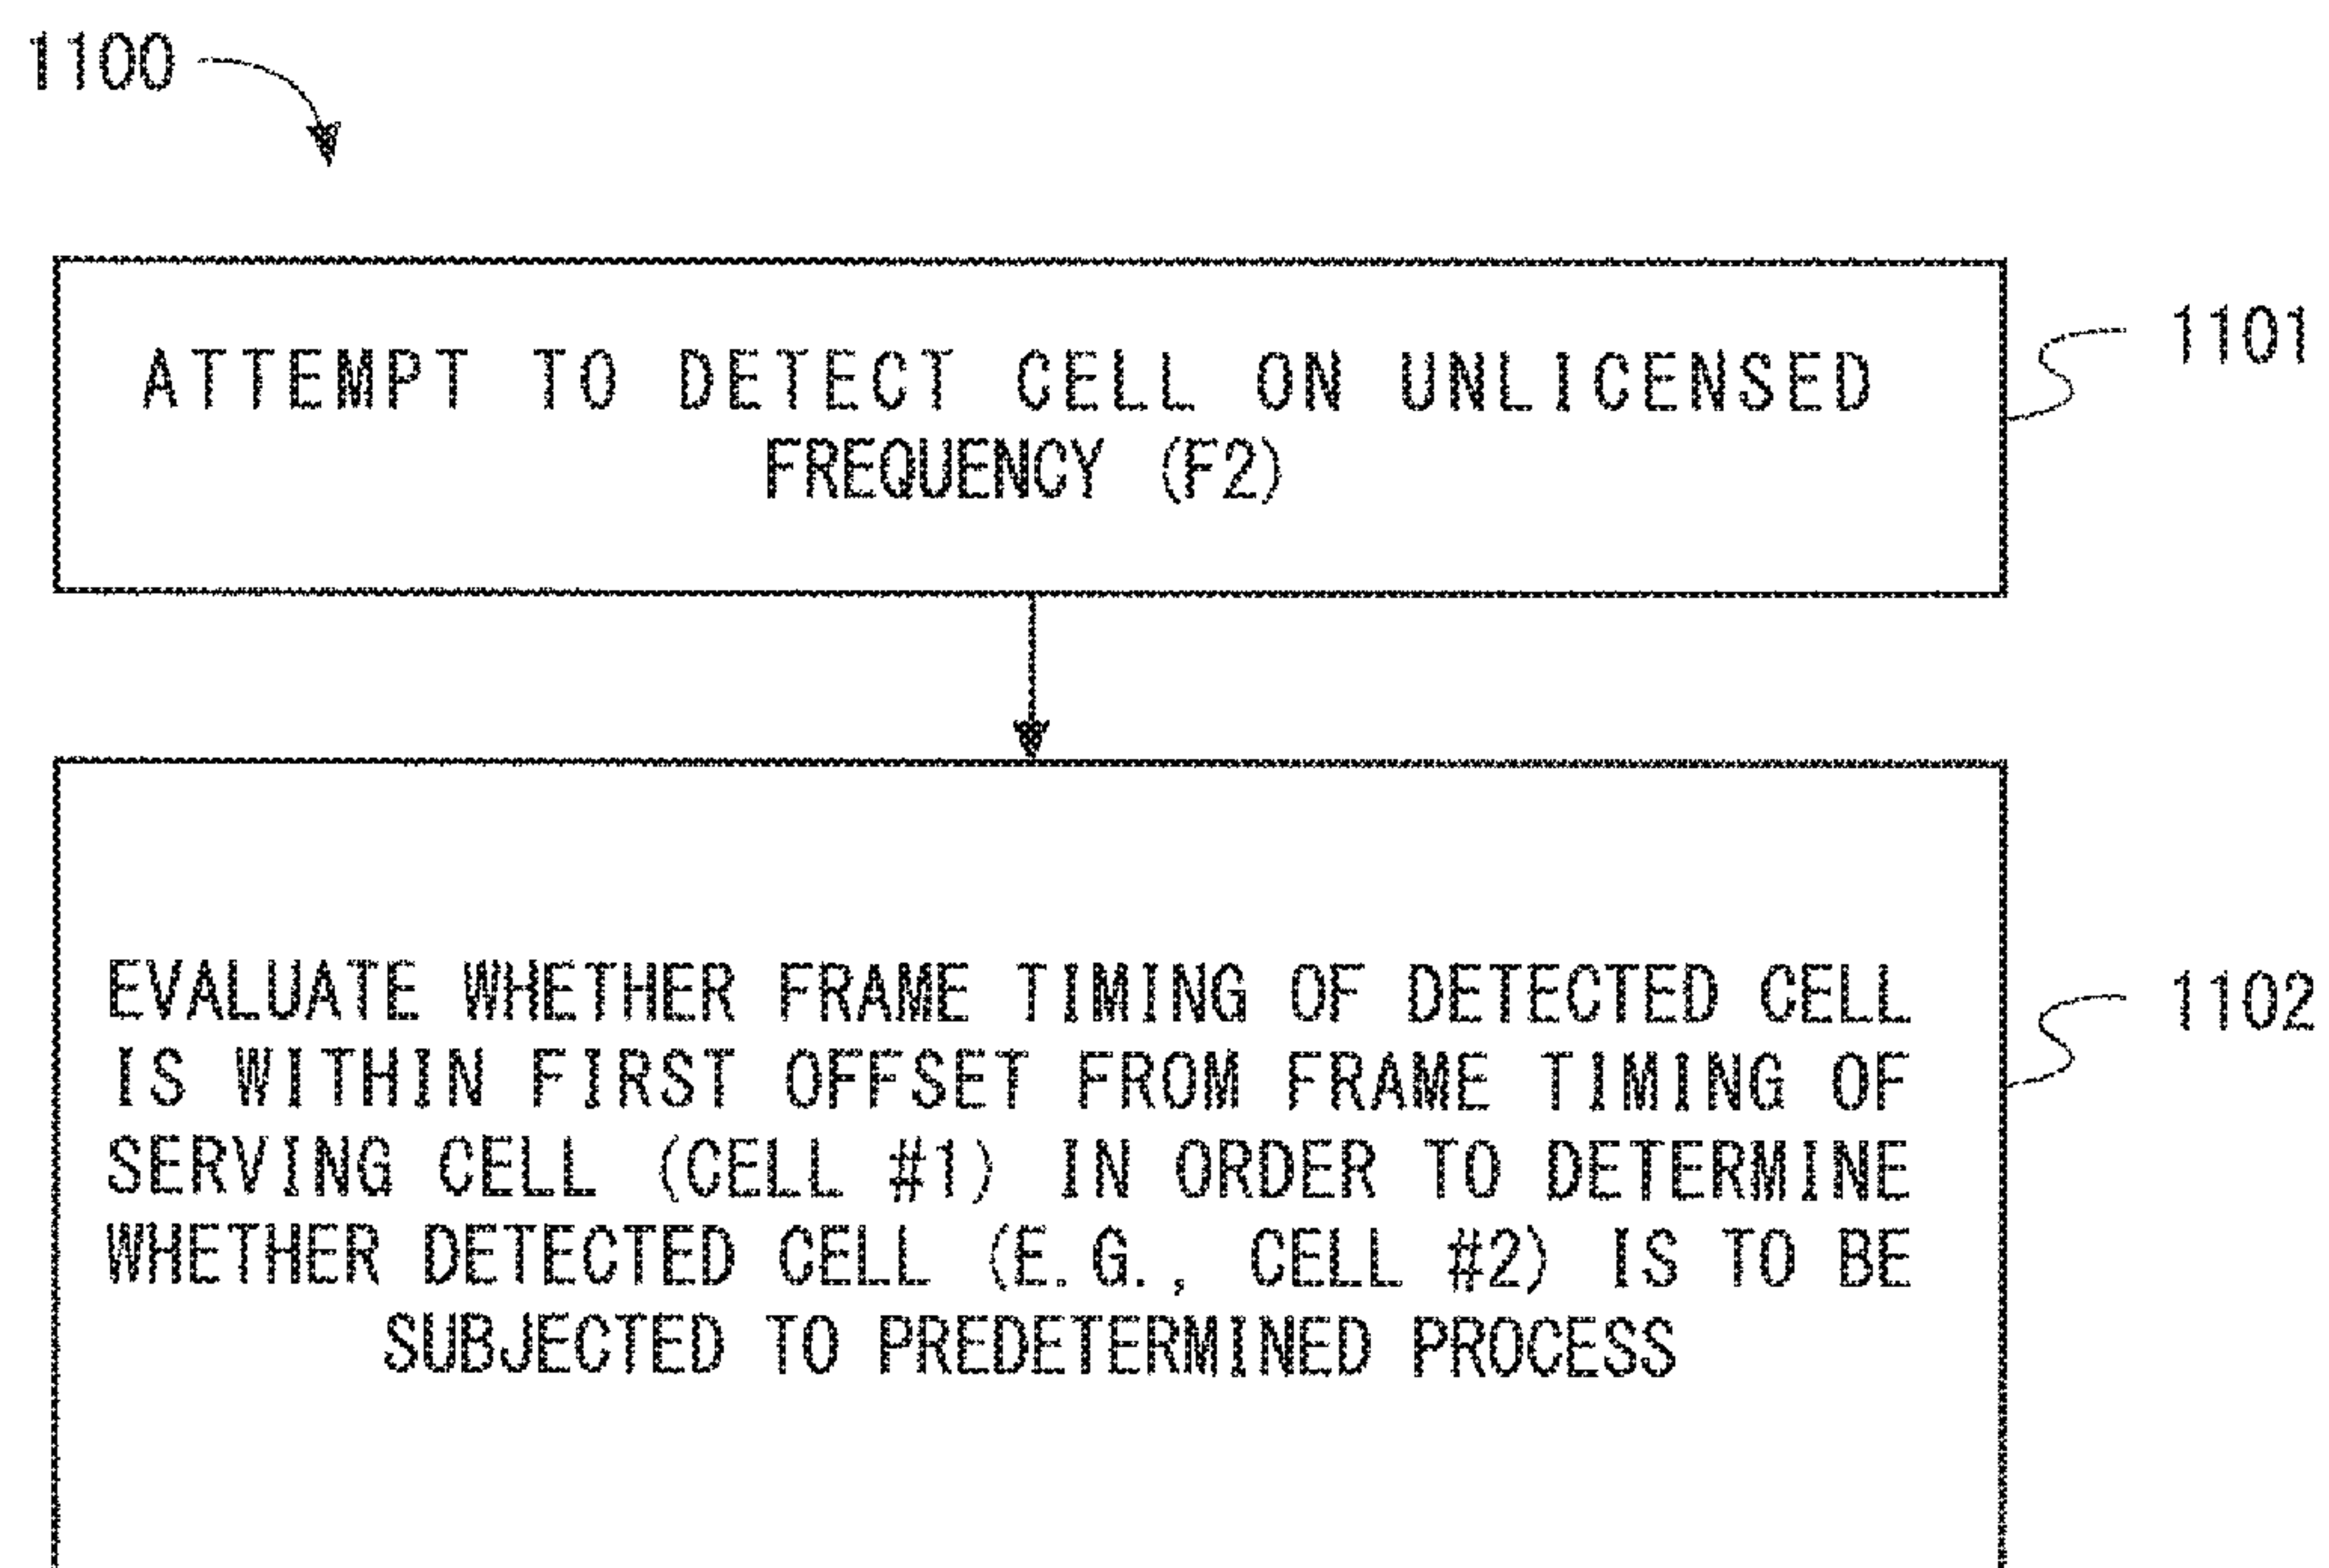 1100
ATTEMPT TO DETECT CELL ON UNLICENSED
FREQUENCY (F2)
1101
EVALUATE WHETHER FRAME TIMING OF DETECTED CELL
IS WITHIN FIRST OFFSET FROM FRAME TIMING OF
SERVING CELL (CELL #1) IN ORDER TO DETERMINE
WHETHER DETECTED CELL (E.G., CELL #2) IS TO BE
SUBJECTED TO PREDETERMINED PROCESS
1102